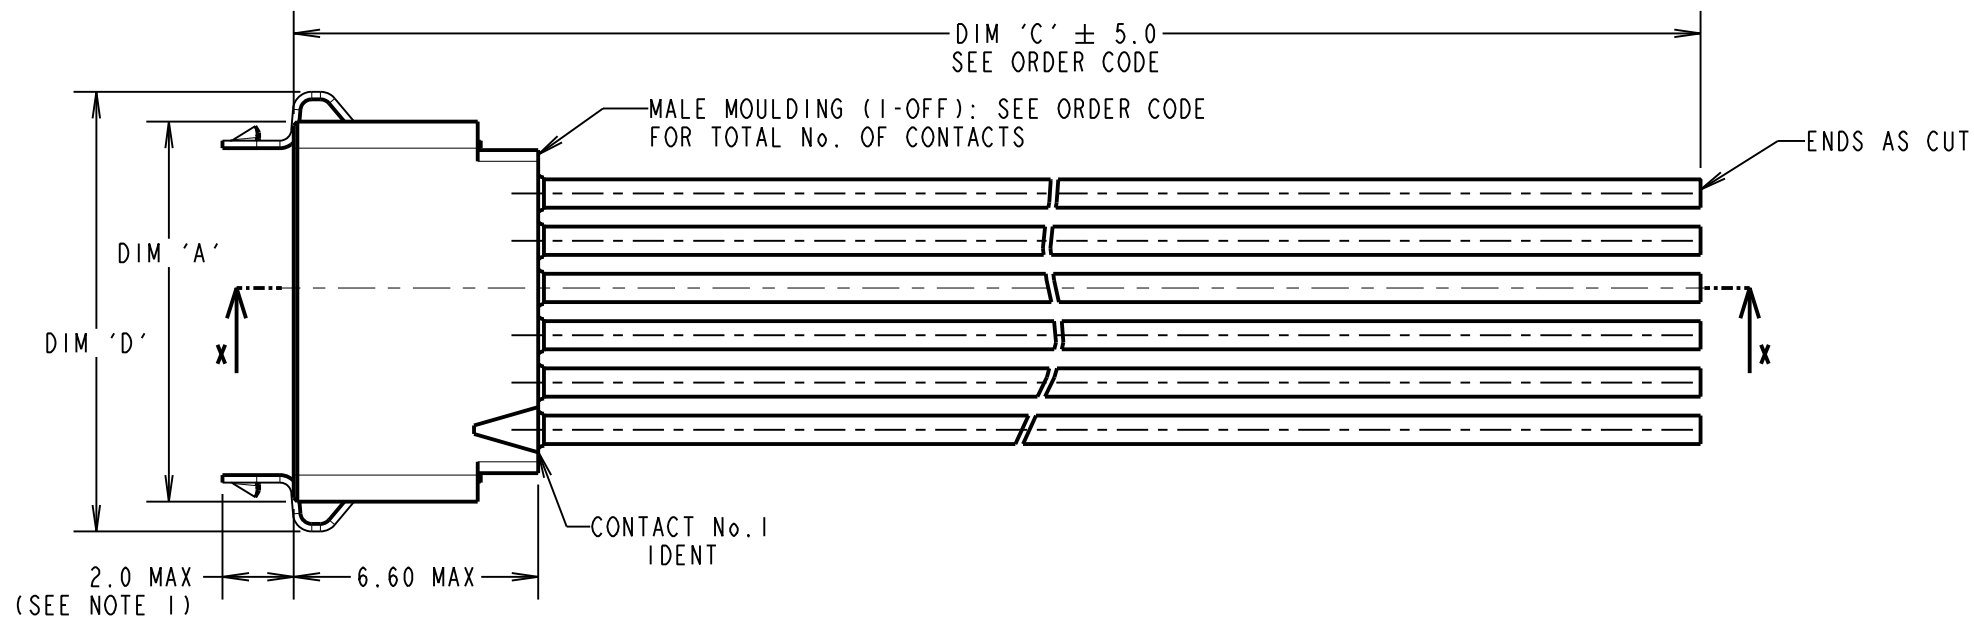 DIM 'C' ± 5.0
SEE ORDER CODE
MALE MOULDING (1-OFF): SEE ORDER CODE
FOR TOTAL No. OF CONTACTS
ENDS AS CUT
DIM 'A'
DIM 'D'
X
X
CONTACT No.1
IDENT
2.0 MAX
(SEE NOTE 1)
6.60 MAX